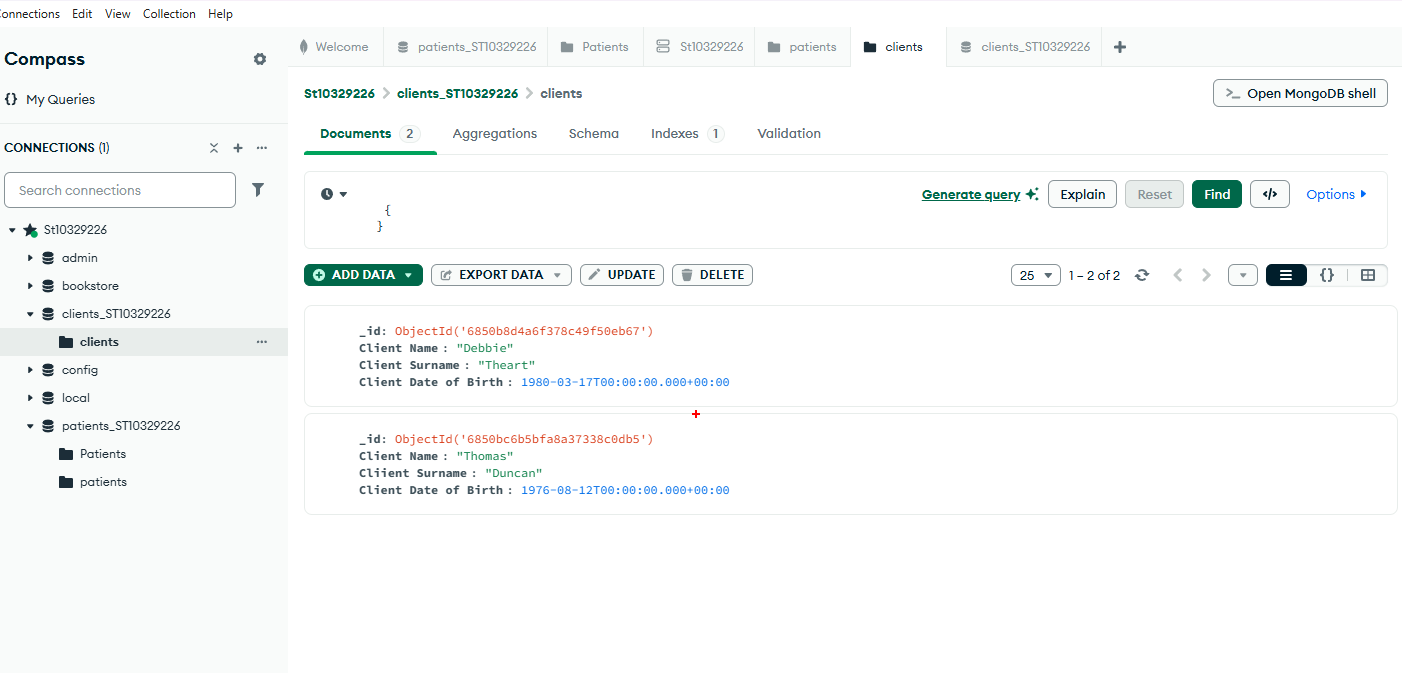 Connections Edit View Collection Help
Compass
My Queries
CONNECTIONS (1)
Search connections
St10329226
admin
bookstore
clients_ST10329226
clients
config
local
patients_ST10329226
Patients
patients
Welcome patients_ST10329226 Patients St10329226 patients clients clients_ST10329226
St10329226 > clients_ST10329226 > clients
>_ Open MongoDB shell
Documents 2 Aggregations Schema Indexes 1 Validation
Generate query Explain Reset Find </> Options
{
}
ADD DATA EXPORT DATA UPDATE DELETE
25 1 – 2 of 2 {}
_id: ObjectId('6850b8d4a6f378c49f50eb67')
Client Name : "Debbie"
Client Surname : "Theart"
Client Date of Birth : 1980-03-17T00:00:00.000+00:00
_id: ObjectId('6850bc6b5bfa8a37338c0db5')
Client Name : "Thomas"
Cliient Surname : "Duncan"
Client Date of Birth : 1976-08-12T00:00:00.000+00:00